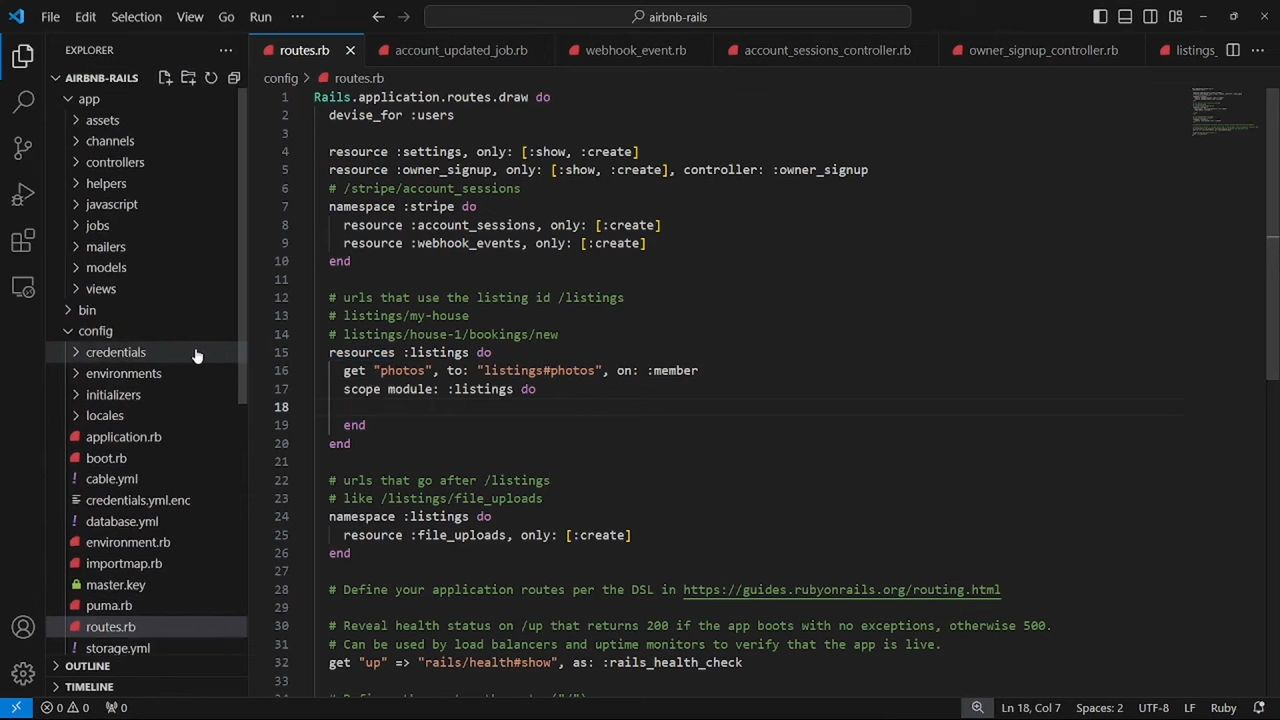 File Edit Selection View Go Run ··· airbnb-rails
EXPLORER ···
AIRBNB-RAILS
app
assets
channels
controllers
helpers
javascript
jobs
mailers
models
views
bin
config
credentials
environments
initializers
locales
application.rb
boot.rb
! cable.yml
credentials.yml.enc
! database.yml
environment.rb
importmap.rb
master.key
puma.rb
routes.rb
! storage.yml
OUTLINE
TIMELINE
routes.rb account_updated_job.rb webhook_event.rb account_sessions_controller.rb owner_signup_controller.rb listings_ ···
config > routes.rb
1 Rails.application.routes.draw do
2 devise_for :users
3
4 resource :settings, only: [:show, :create]
5 resource :owner_signup, only: [:show, :create], controller: :owner_signup
6 # /stripe/account_sessions
7 namespace :stripe do
8 resource :account_sessions, only: [:create]
9 resource :webhook_events, only: [:create]
10 end
11
12 # urls that use the listing id /listings
13 # listings/my-house
14 # listings/house-1/bookings/new
15 resources :listings do
16 get "photos", to: "listings#photos", on: :member
17 scope module: :listings do
18
19 end
20 end
21
22 # urls that go after /listings
23 # like /listings/file_uploads
24 namespace :listings do
25 resource :file_uploads, only: [:create]
26 end
27
28 # Define your application routes per the DSL in https://guides.rubyonrails.org/routing.html
29
30 # Reveal health status on /up that returns 200 if the app boots with no exceptions, otherwise 500.
31 # Can be used by load balancers and uptime monitors to verify that the app is live.
32 get "up" => "rails/health#show", as: :rails_health_check
33
0 0 0 Ln 18, Col 7 Spaces: 2 UTF-8 LF Ruby